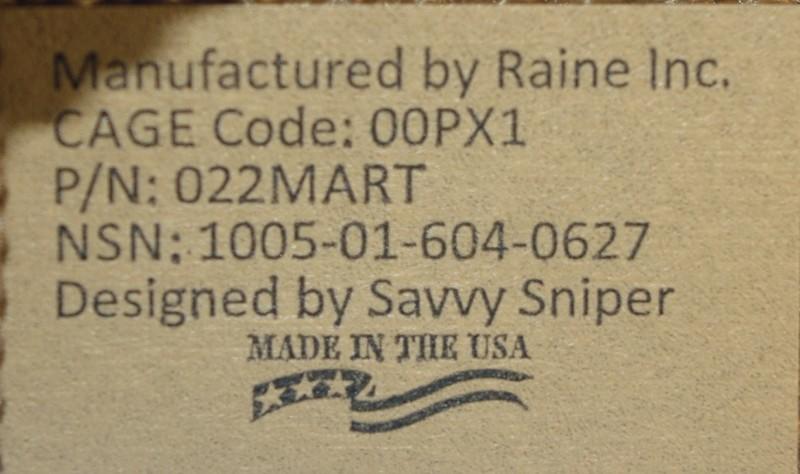 Manufactured by Raine Inc.
CAGE Code: 00PX1
P/N: 022MART
NSN: 1005-01-604-0627
Designed by Savvy Sniper
MADE IN THE USA